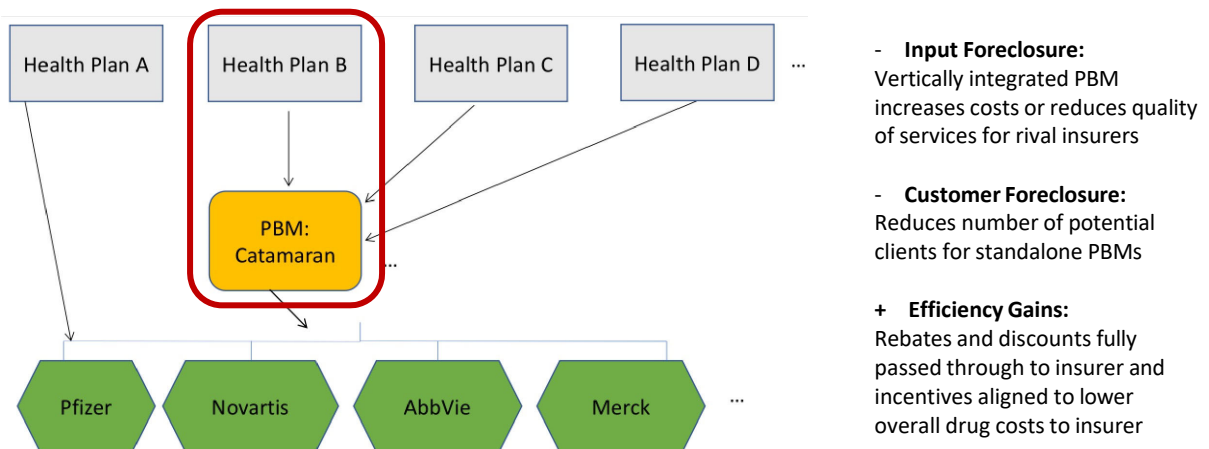 Health Plan A
Health Plan B
Health Plan C
Health Plan D
...
PBM:
Catamaran
...
Pfizer
Novartis
AbbVie
Merck
...
- Input Foreclosure:
Vertically integrated PBM
increases costs or reduces quality
of services for rival insurers
- Customer Foreclosure:
Reduces number of potential
clients for standalone PBMs
+ Efficiency Gains:
Rebates and discounts fully
passed through to insurer and
incentives aligned to lower
overall drug costs to insurer